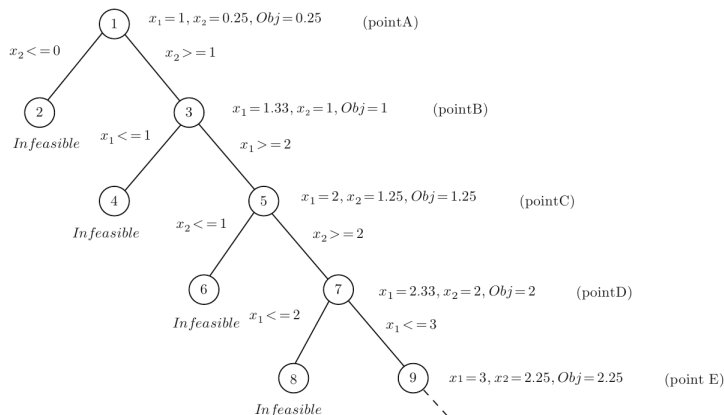 1 x₁=1, x₂=0.25, Obj=0.25 (pointA)
x₂<=0 x₂>=1
2 3 x₁=1.33, x₂=1, Obj=1 (pointB)
Infeasible x₁<=1 x₁>=2
4 5 x₁=2, x₂=1.25, Obj=1.25 (pointC)
Infeasible x₂<=1 x₂>=2
6 7 x₁=2.33, x₂=2, Obj=2 (pointD)
Infeasible x₁<=2 x₁<=3
8 9 x1=3, x2=2.25, Obj=2.25 (point E)
Infeasible